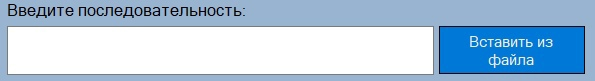 Введите последовательность:
Вставить из
файла